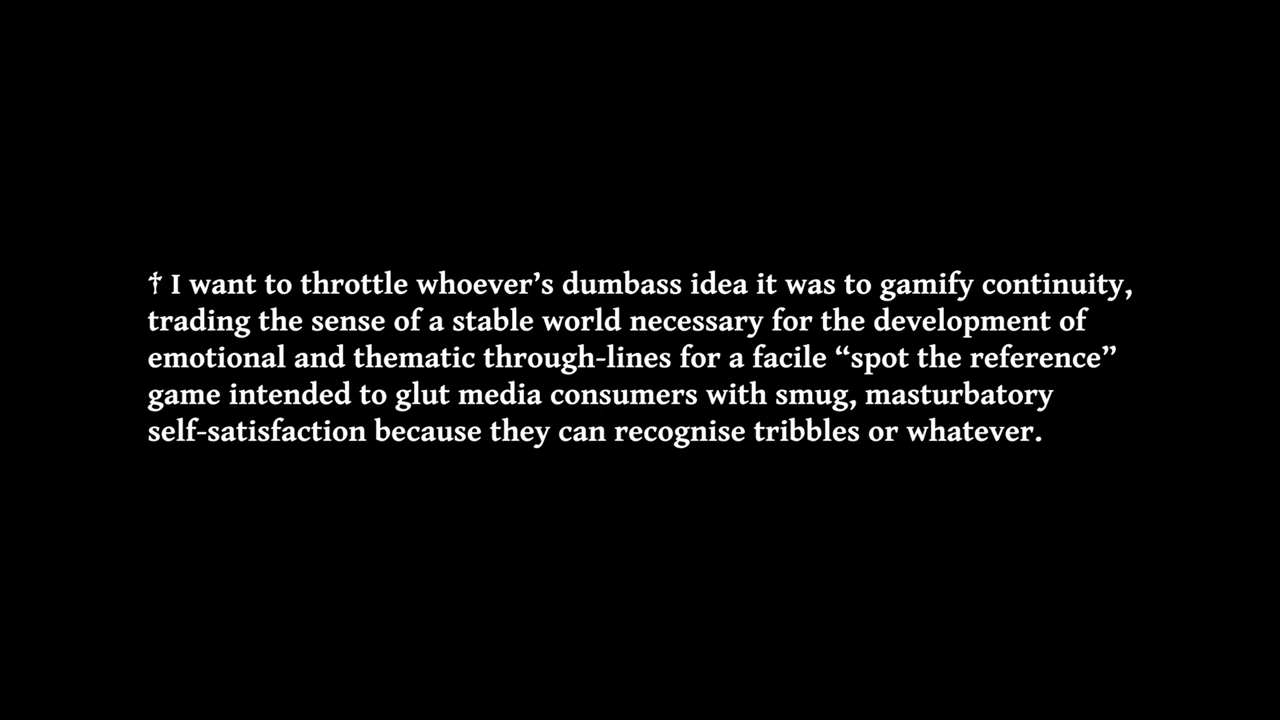 † I want to throttle whoever’s dumbass idea it was to gamify continuity,
trading the sense of a stable world necessary for the development of
emotional and thematic through-lines for a facile “spot the reference”
game intended to glut media consumers with smug, masturbatory
self-satisfaction because they can recognise tribbles or whatever.